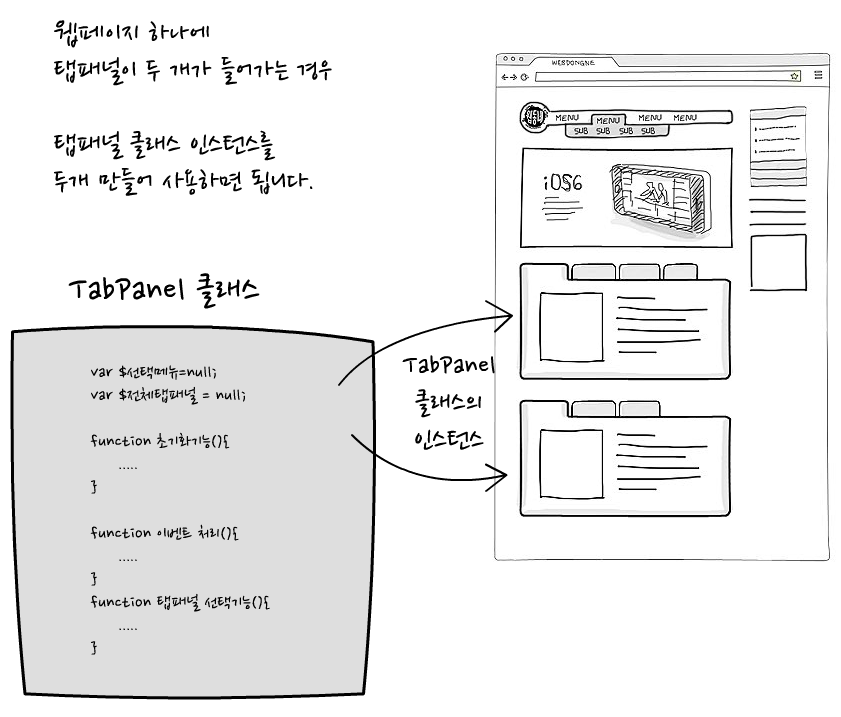 웹페이지 하나에
탭패널이 두 개가 들어가는 경우
탭패널 클래스 인스턴스를
두개 만들어 사용하면 됩니다.
TabPanel 클래스
var $선택메뉴=null;
var $전체탭패널 = null;
function 초기화기능(){
.....
}
function 이벤트 처리(){
.....
}
function 탭패널 선택기능(){
.....
}
TabPanel
클래스의
인스턴스
WEBDONGNE
MENU MENU MENU MENU
SUB SUB SUB SUB
iOS6